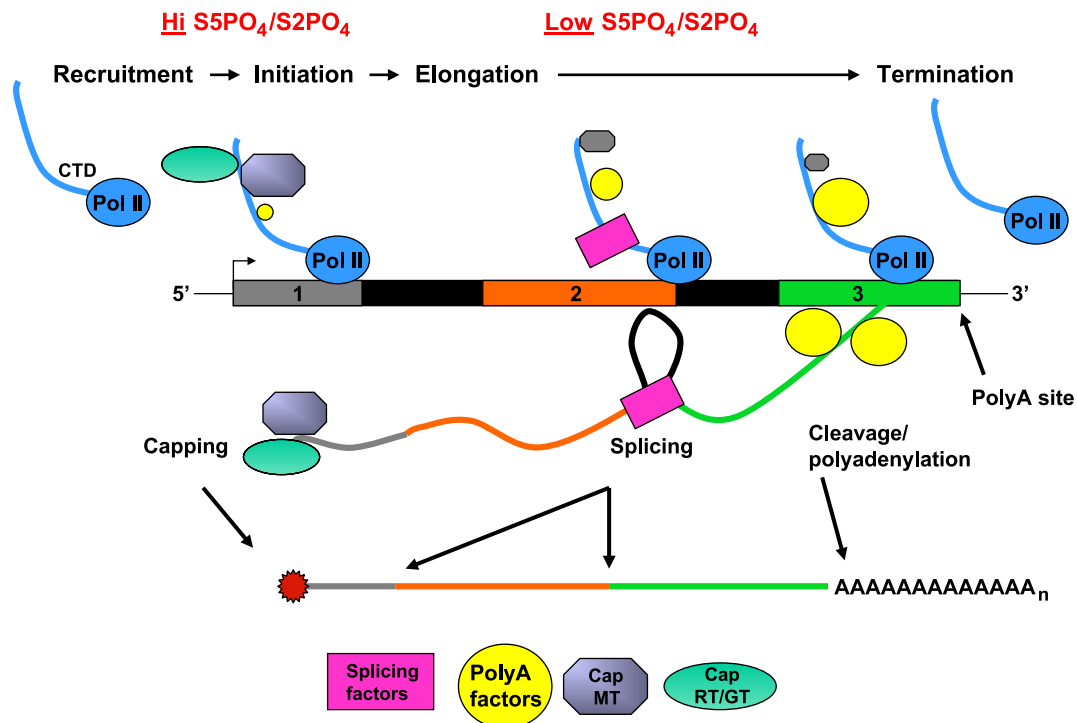 Hi S5PO4/S2PO4
Low S5PO4/S2PO4
Recruitment
Initiation
Elongation
Termination
CTD
Pol II
Pol II
Pol II
Pol II
Pol II
5’
1
2
3
3’
PolyA site
Capping
Splicing
Cleavage/
polyadenylation
AAAAAAAAAAAAAn
Splicing
factors
PolyA
factors
Cap
MT
Cap
RT/GT